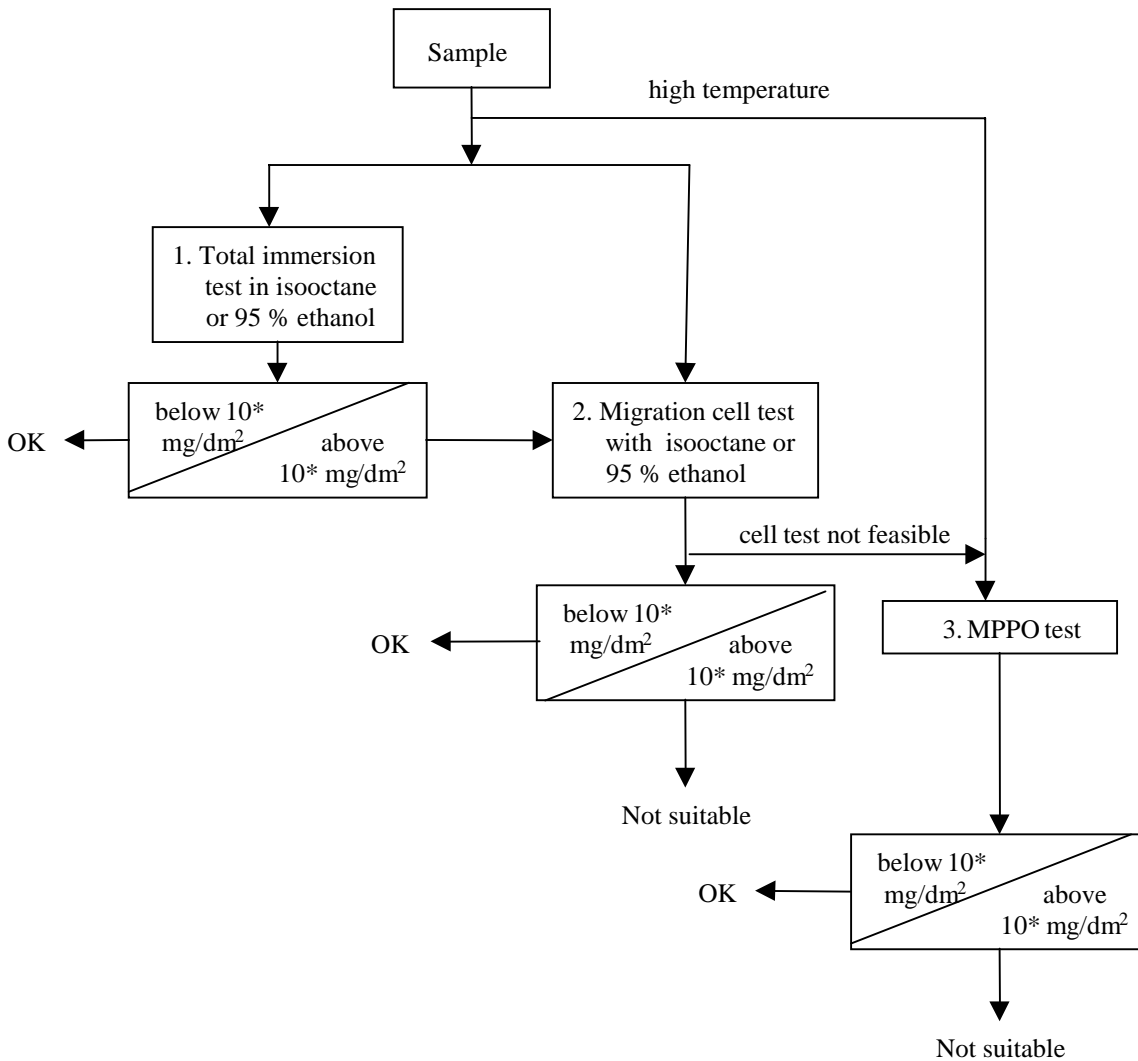 Sample
high temperature
1. Total immersion
test in isooctane
or 95 % ethanol
below 10*
mg/dm²
above
10* mg/dm²
OK
2. Migration cell test
with isooctane or
95 % ethanol
cell test not feasible
below 10*
mg/dm²
above
10* mg/dm²
OK
Not suitable
3. MPPO test
below 10*
mg/dm²
above
10* mg/dm²
OK
Not suitable